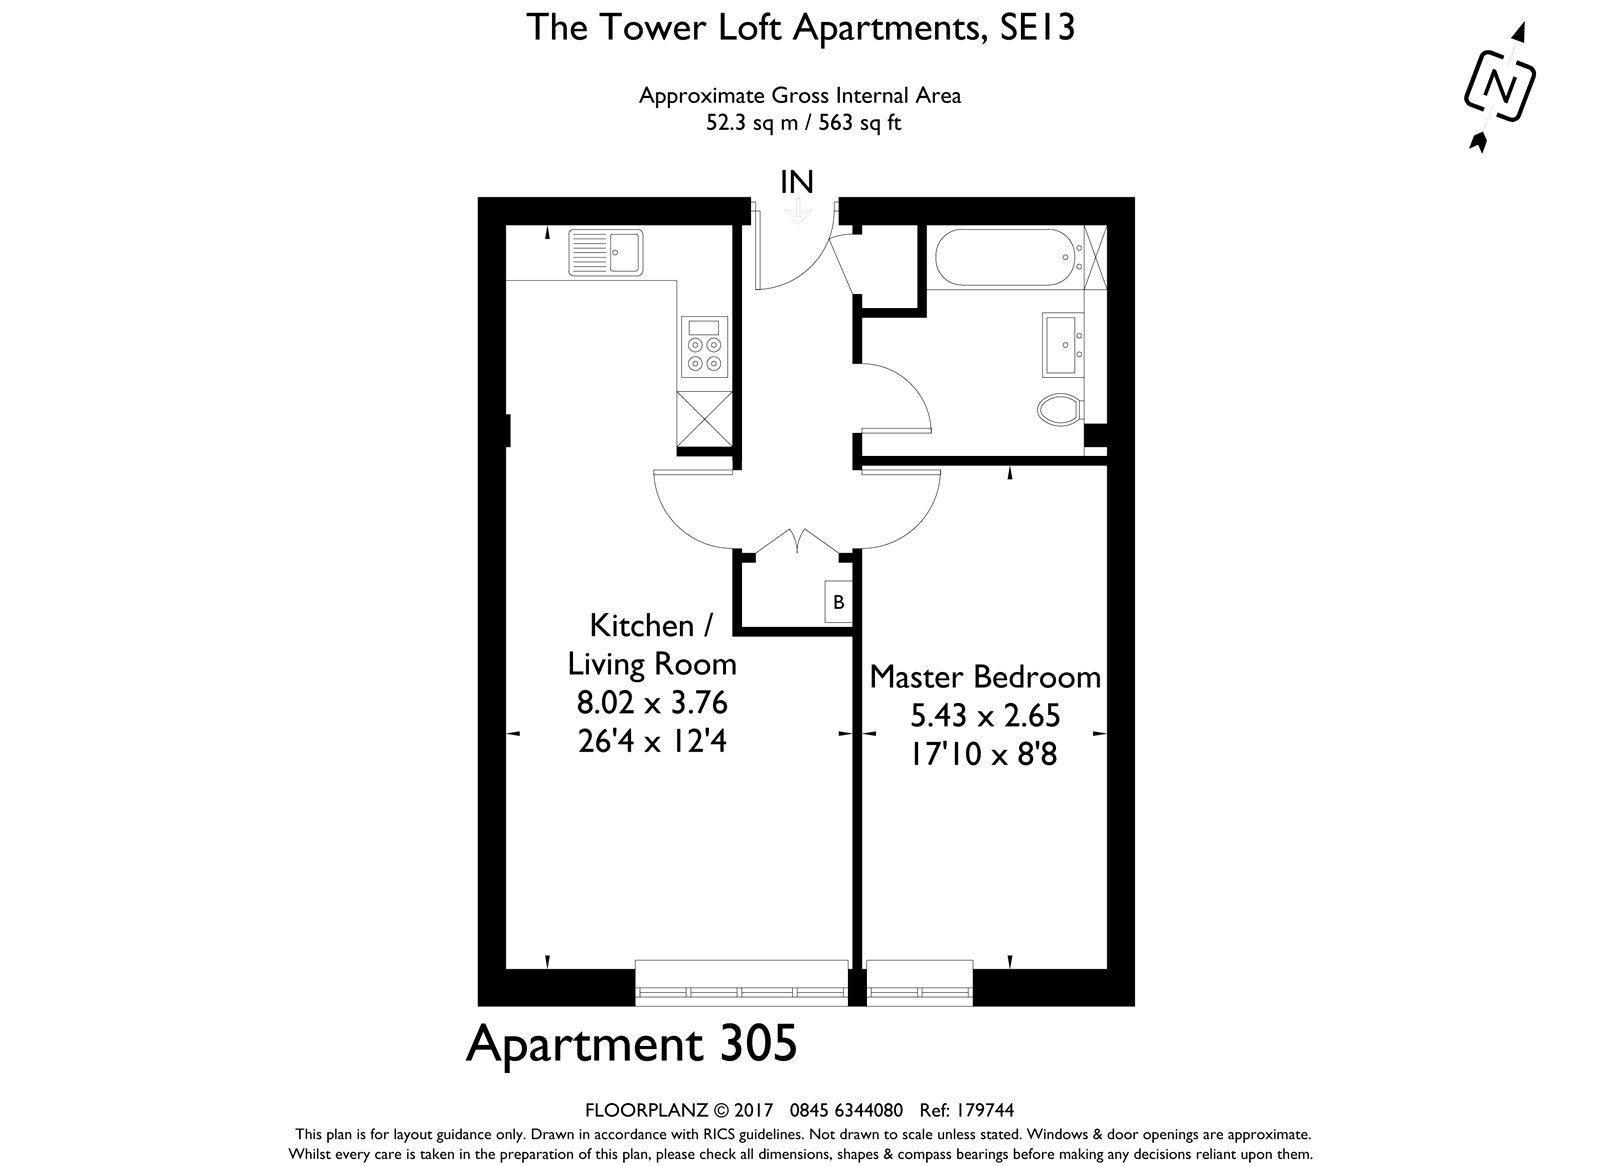 The Tower Loft Apartments, SE13
Approximate Gross Internal Area
52.3 sq m / 563 sq ft
N
IN
B
Kitchen /
Living Room
8.02 x 3.76
26'4 x 12'4
Master Bedroom
5.43 x 2.65
17'10 x 8'8
Apartment 305
FLOORPLANZ © 2017 0845 6344080 Ref: 179744
This plan is for layout guidance only. Drawn in accordance with RICS guidelines. Not drawn to scale unless stated. Windows & door openings are approximate.
Whilst every care is taken in the preparation of this plan, please check all dimensions, shapes & compass bearings before making any decisions reliant upon them.